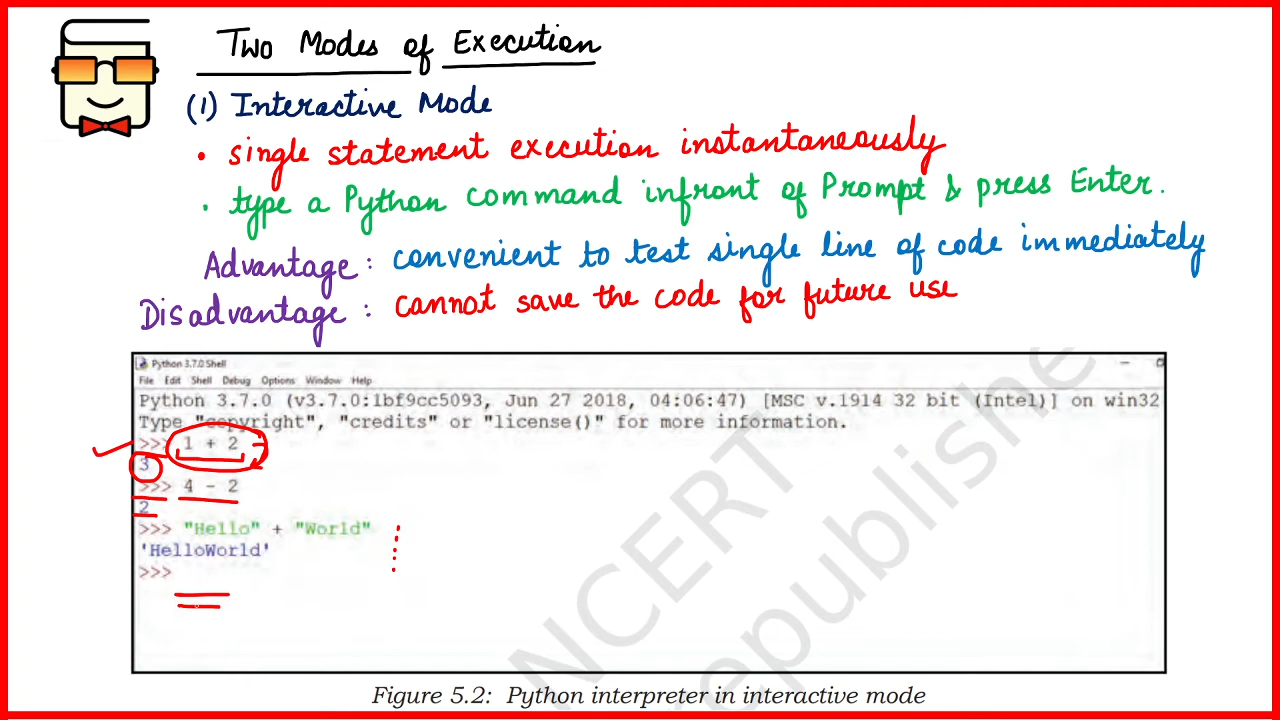 Two Modes of Execution
(1) Interactive Mode
• single statement execution instantaneously
• type a Python command infront of Prompt & press Enter.
Advantage: convenient to test single line of code immediately
Disadvantage: cannot save the code for future use
Python 3.7.0 Shell
File Edit Shell Debug Options Window Help
Python 3.7.0 (v3.7.0:1bf9cc5093, Jun 27 2018, 04:06:47) [MSC v.1914 32 bit (Intel)] on win32
Type "copyright", "credits" or "license()" for more information.
>>> 1 + 2
3
>>> 4 - 2
2
>>> "Hello" + "World"
'HelloWorld'
>>>
NCERT
republishe
Figure 5.2: Python interpreter in interactive mode